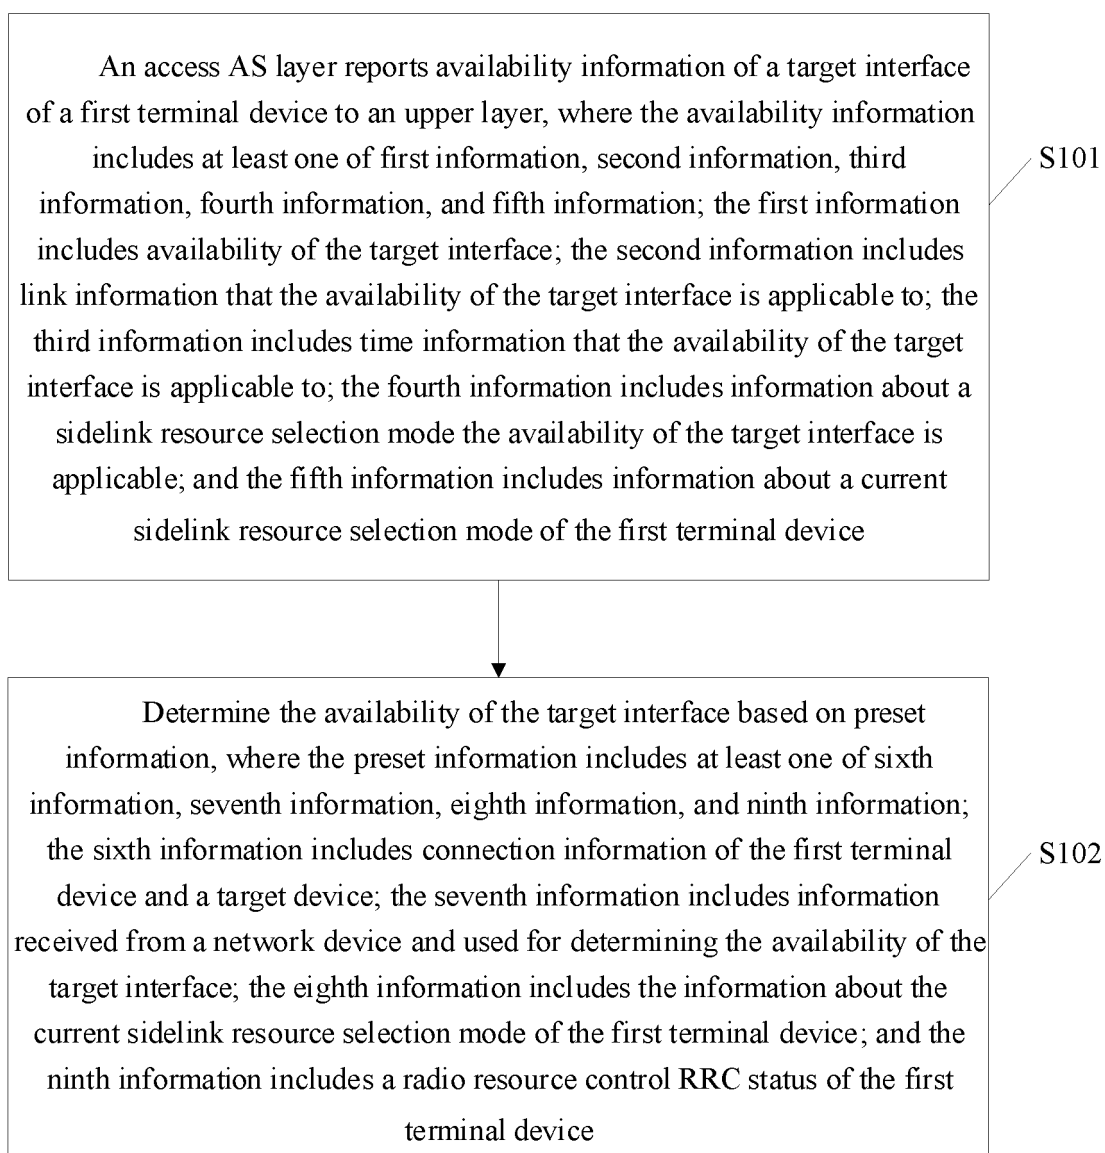 An access AS layer reports availability information of a target interface
of a first terminal device to an upper layer, where the availability information
includes at least one of first information, second information, third
information, fourth information, and fifth information; the first information
includes availability of the target interface; the second information includes
link information that the availability of the target interface is applicable to; the
third information includes time information that the availability of the target
interface is applicable to; the fourth information includes information about a
sidelink resource selection mode the availability of the target interface is
applicable; and the fifth information includes information about a current
sidelink resource selection mode of the first terminal device
S101
Determine the availability of the target interface based on preset
information, where the preset information includes at least one of sixth
information, seventh information, eighth information, and ninth information;
the sixth information includes connection information of the first terminal
device and a target device; the seventh information includes information
received from a network device and used for determining the availability of the
target interface; the eighth information includes the information about the
current sidelink resource selection mode of the first terminal device; and the
ninth information includes a radio resource control RRC status of the first
terminal device
S102